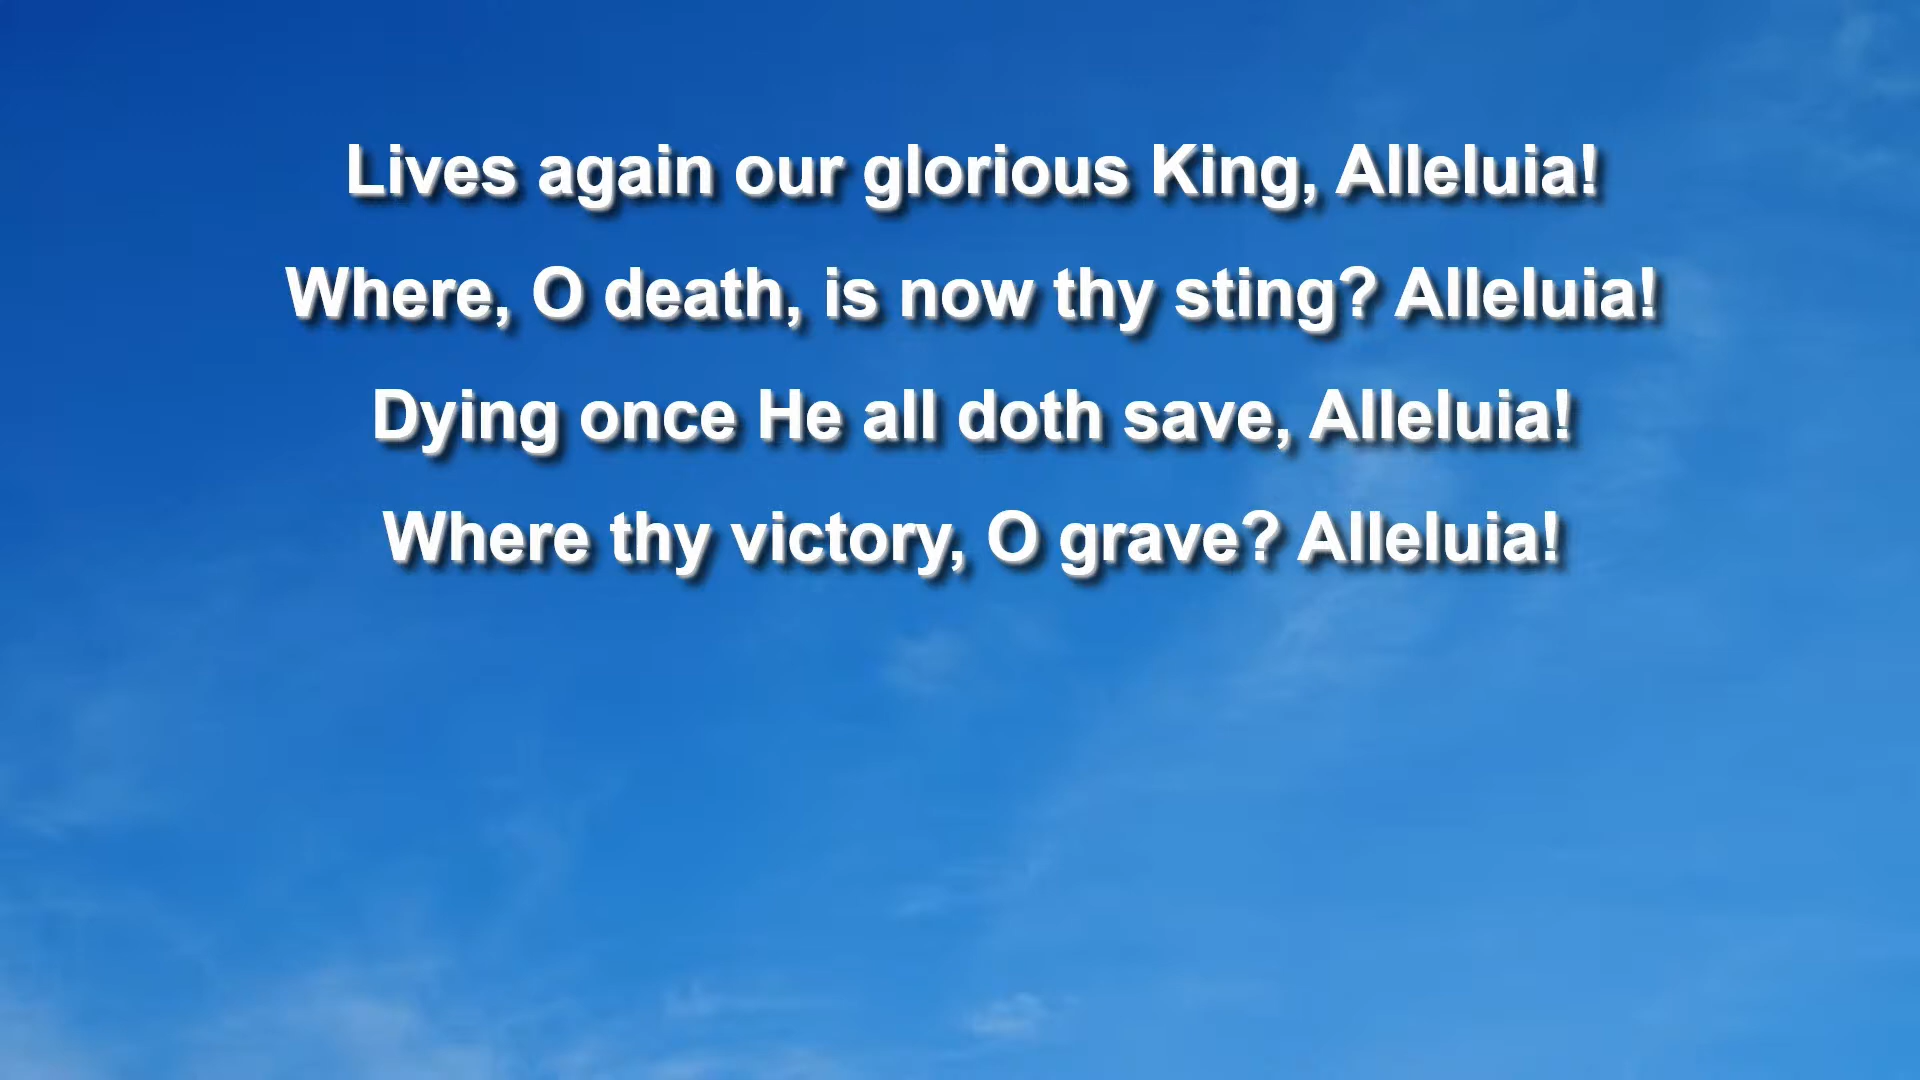 Lives again our glorious King, Alleluia!
Where, O death, is now thy sting? Alleluia!
Dying once He all doth save, Alleluia!
Where thy victory, O grave? Alleluia!